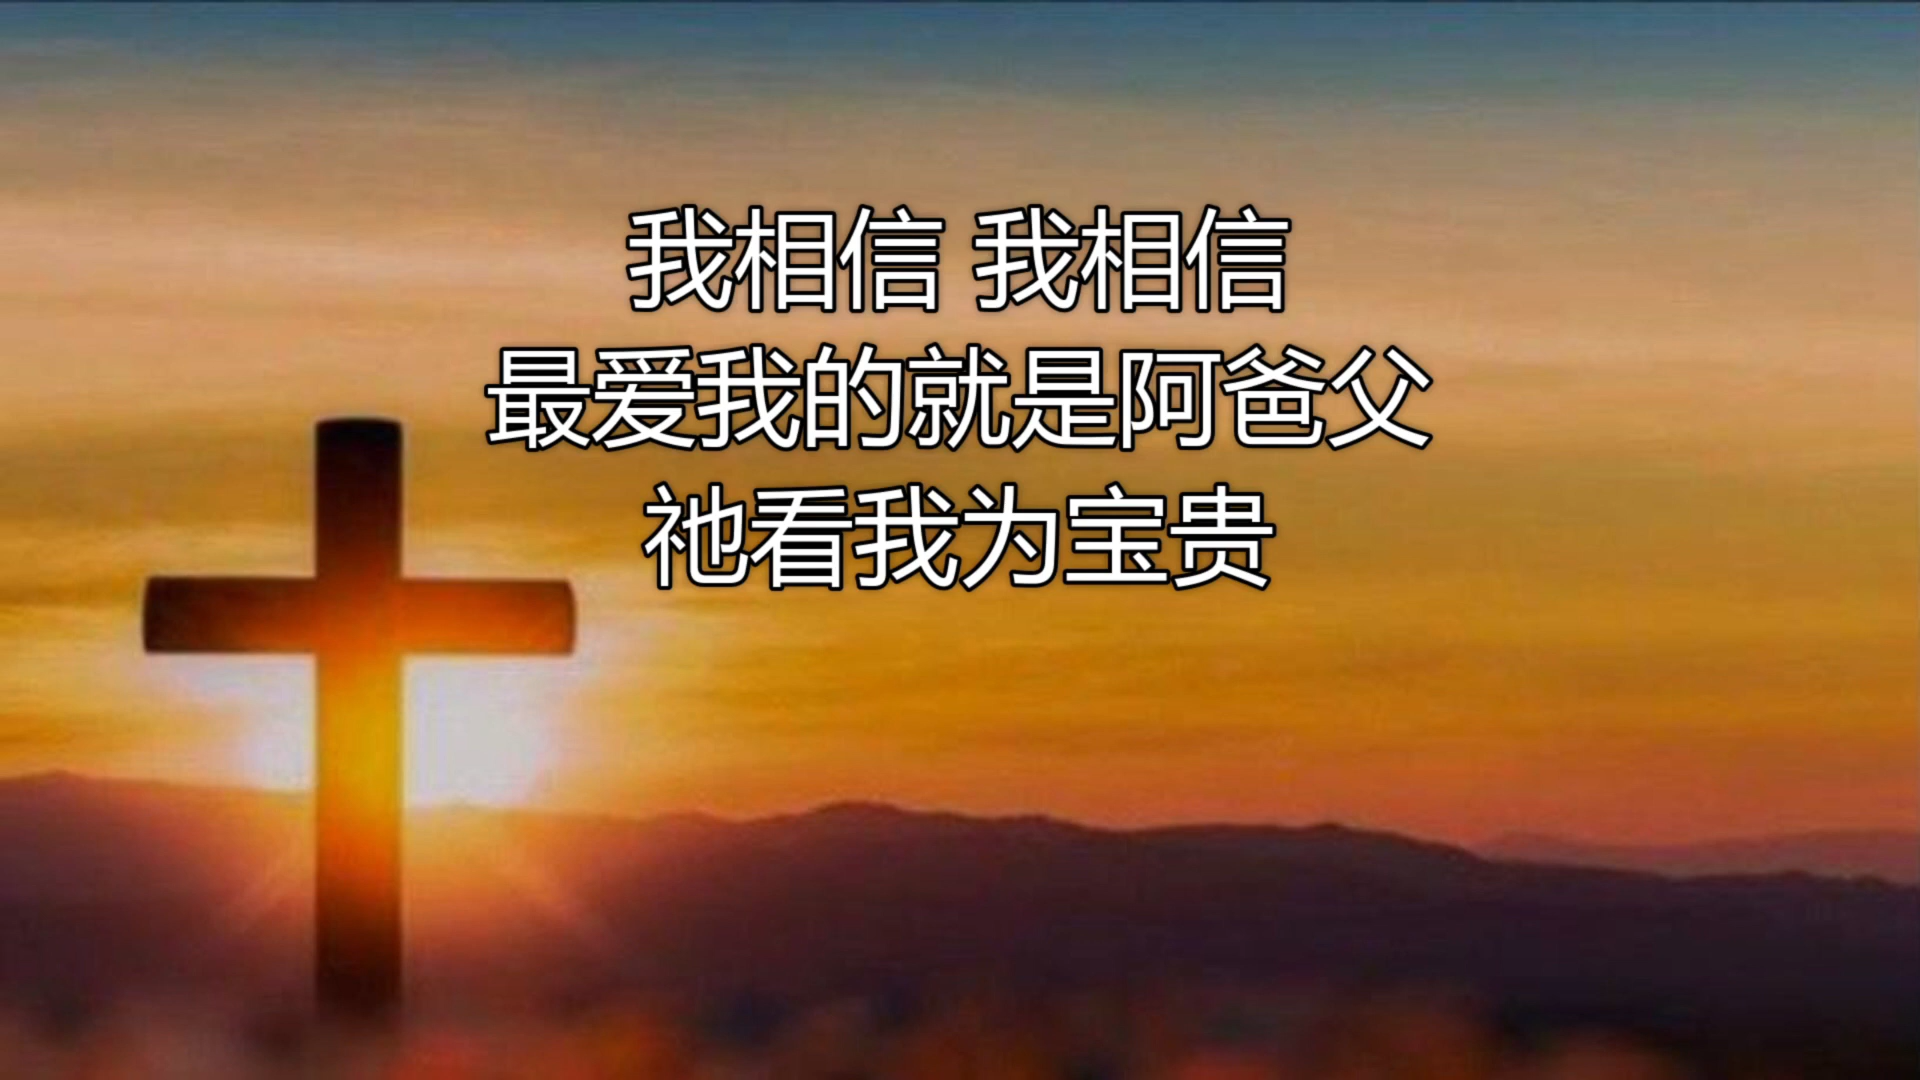 我相信 我相信
最爱我的就是阿爸父
祂看我为宝贵